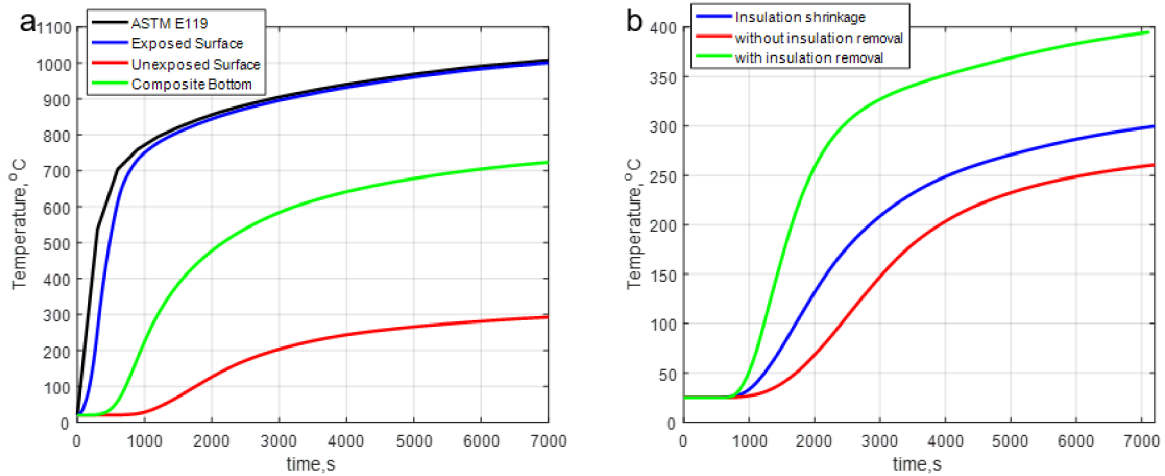 a
ASTM E119
Exposed Surface
Unexposed Surface
Composite Bottom
1100
1000
900
800
700
600
500
400
300
200
100
0
Temperature, °C
0 1000 2000 3000 4000 5000 6000 7000
time,s
b
Insulation shrinkage
without insulation removal
with insulation removal
400
350
300
250
200
150
100
50
0
Temperature, °C
0 1000 2000 3000 4000 5000 6000 7000
time,s